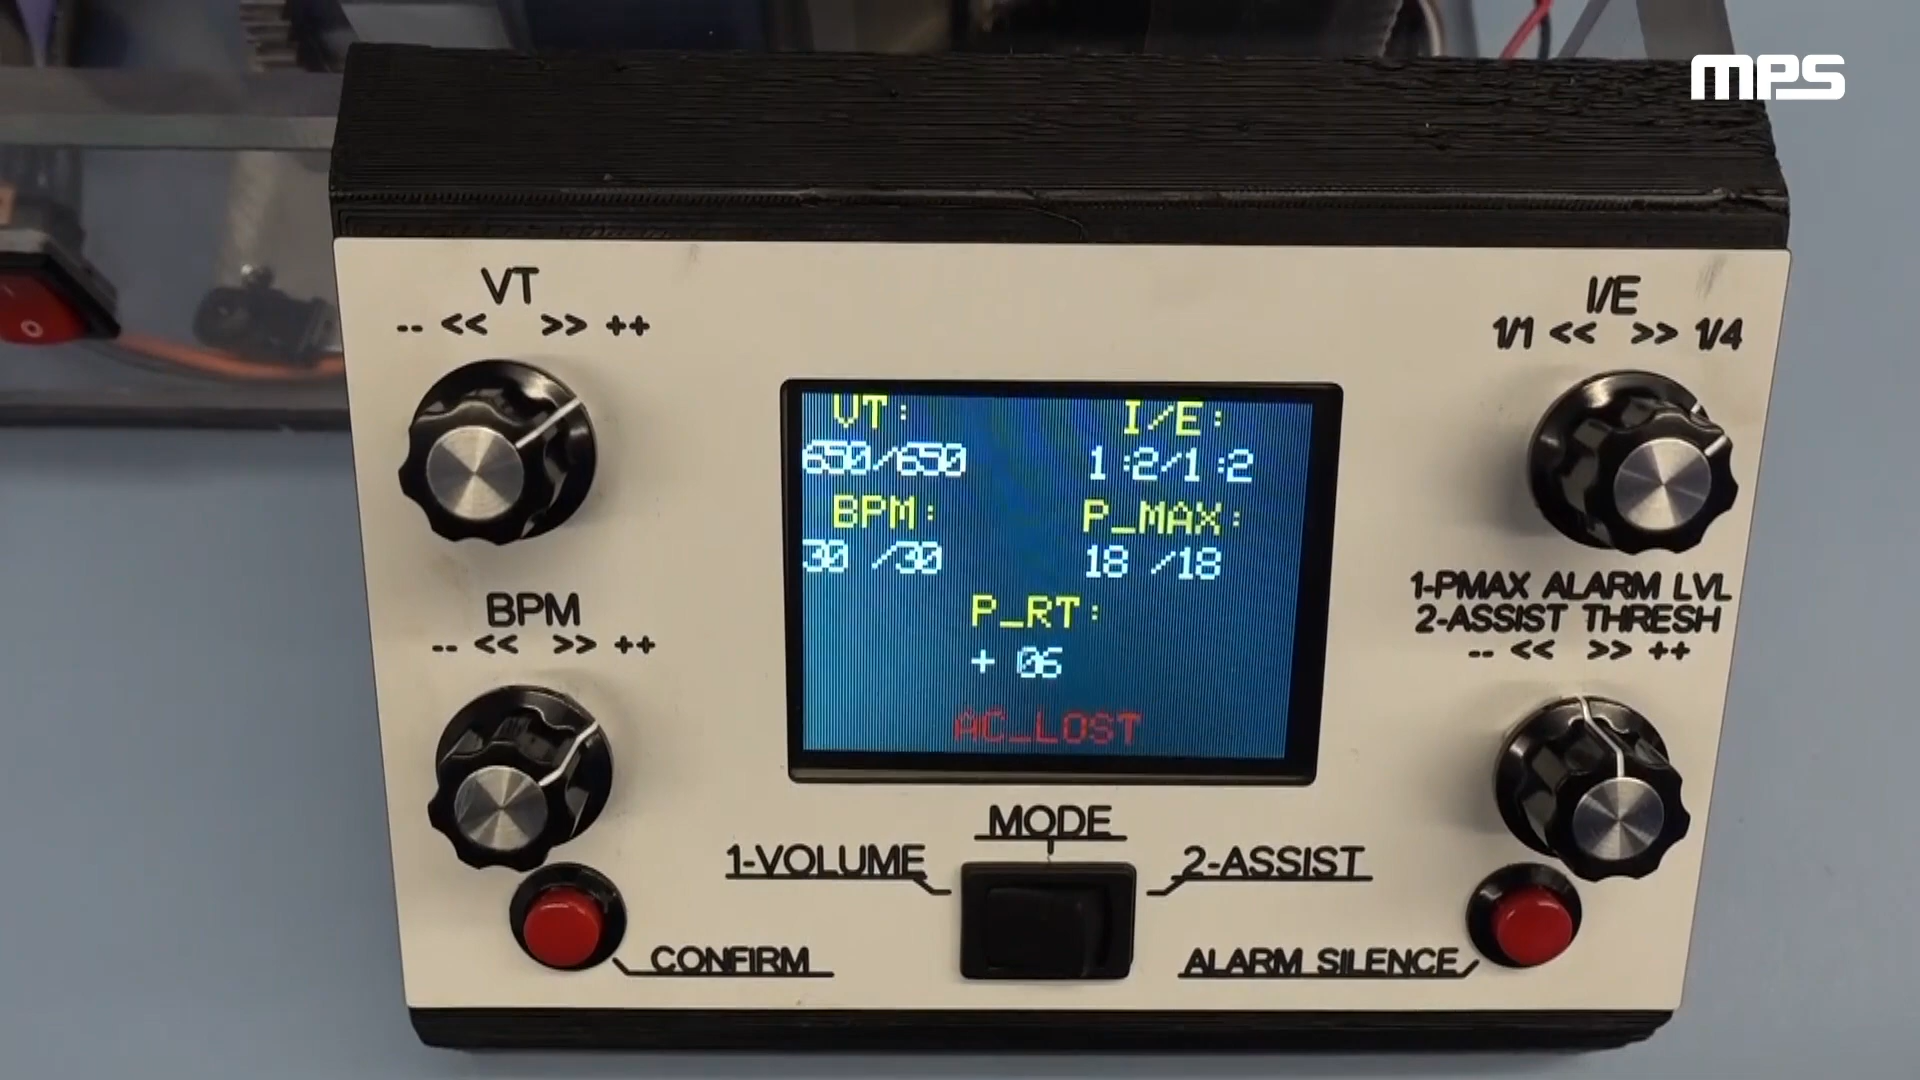 MPS
VT
-- << >> ++
I/E
1/1 << >> 1/4
VT:
650/650
I/E:
1:2/1:2
BPM:
30 /30
P_MAX:
18 /18
P_RT:
+ 06
AC_LOST
BPM
-- << >> ++
1-PMAX ALARM LVL
2-ASSIST THRESH
-- << >> ++
MODE
1-VOLUME
2-ASSIST
CONFIRM
ALARM SILENCE